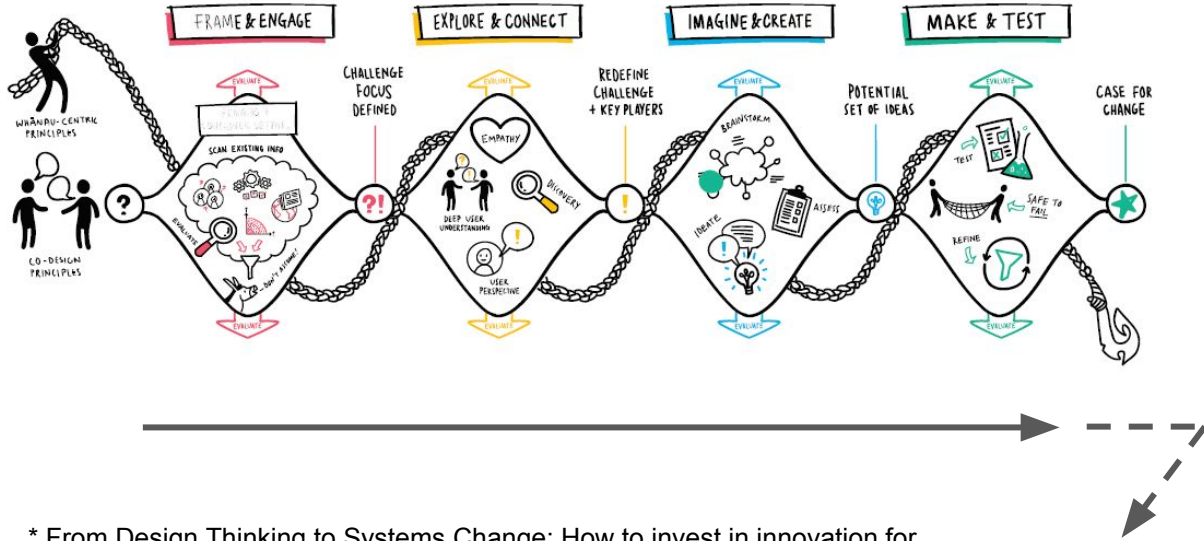 FRAME & ENGAGE
EXPLORE & CONNECT
IMAGINE & CREATE
MAKE & TEST
WHĀNAU-CENTRIC
PRINCIPLES
CO-DESIGN
PRINCIPLES
?
EVALUATE
SCAN EXISTING INFO
EVALUATE
DON'T ASSUME!
EVALUATE
CHALLENGE
FOCUS
DEFINED
?!
EVALUATE
EMPATHY
DEEP USER
UNDERSTANDING
DISCOVERY
USER
PERSPECTIVE
EVALUATE
REDEFINE
CHALLENGE
+ KEY PLAYERS
!
EVALUATE
BRAINSTORM
ASSESS
IDEATE
EVALUATE
POTENTIAL
SET OF IDEAS
EVALUATE
TEST
SAFE TO
FAIL
REFINE
EVALUATE
CASE FOR
CHANGE
* From Design Thinking to Systems Change: How to invest in innovation for